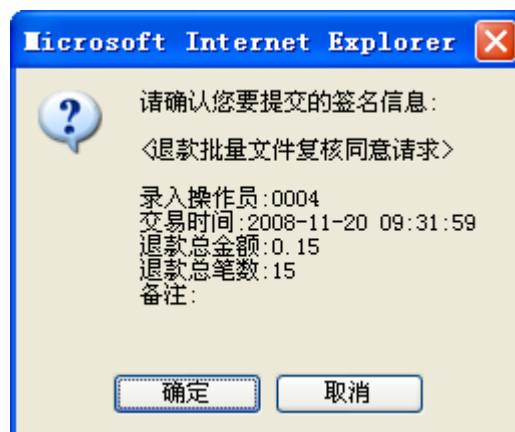 Microsoft Internet Explorer
请确认您要提交的签名信息:
<退款批量文件复核同意请求>
录入操作员:0004
交易时间:2008-11-20 09:31:59
退款总金额:0.15
退款总笔数:15
备注:
确定
取消